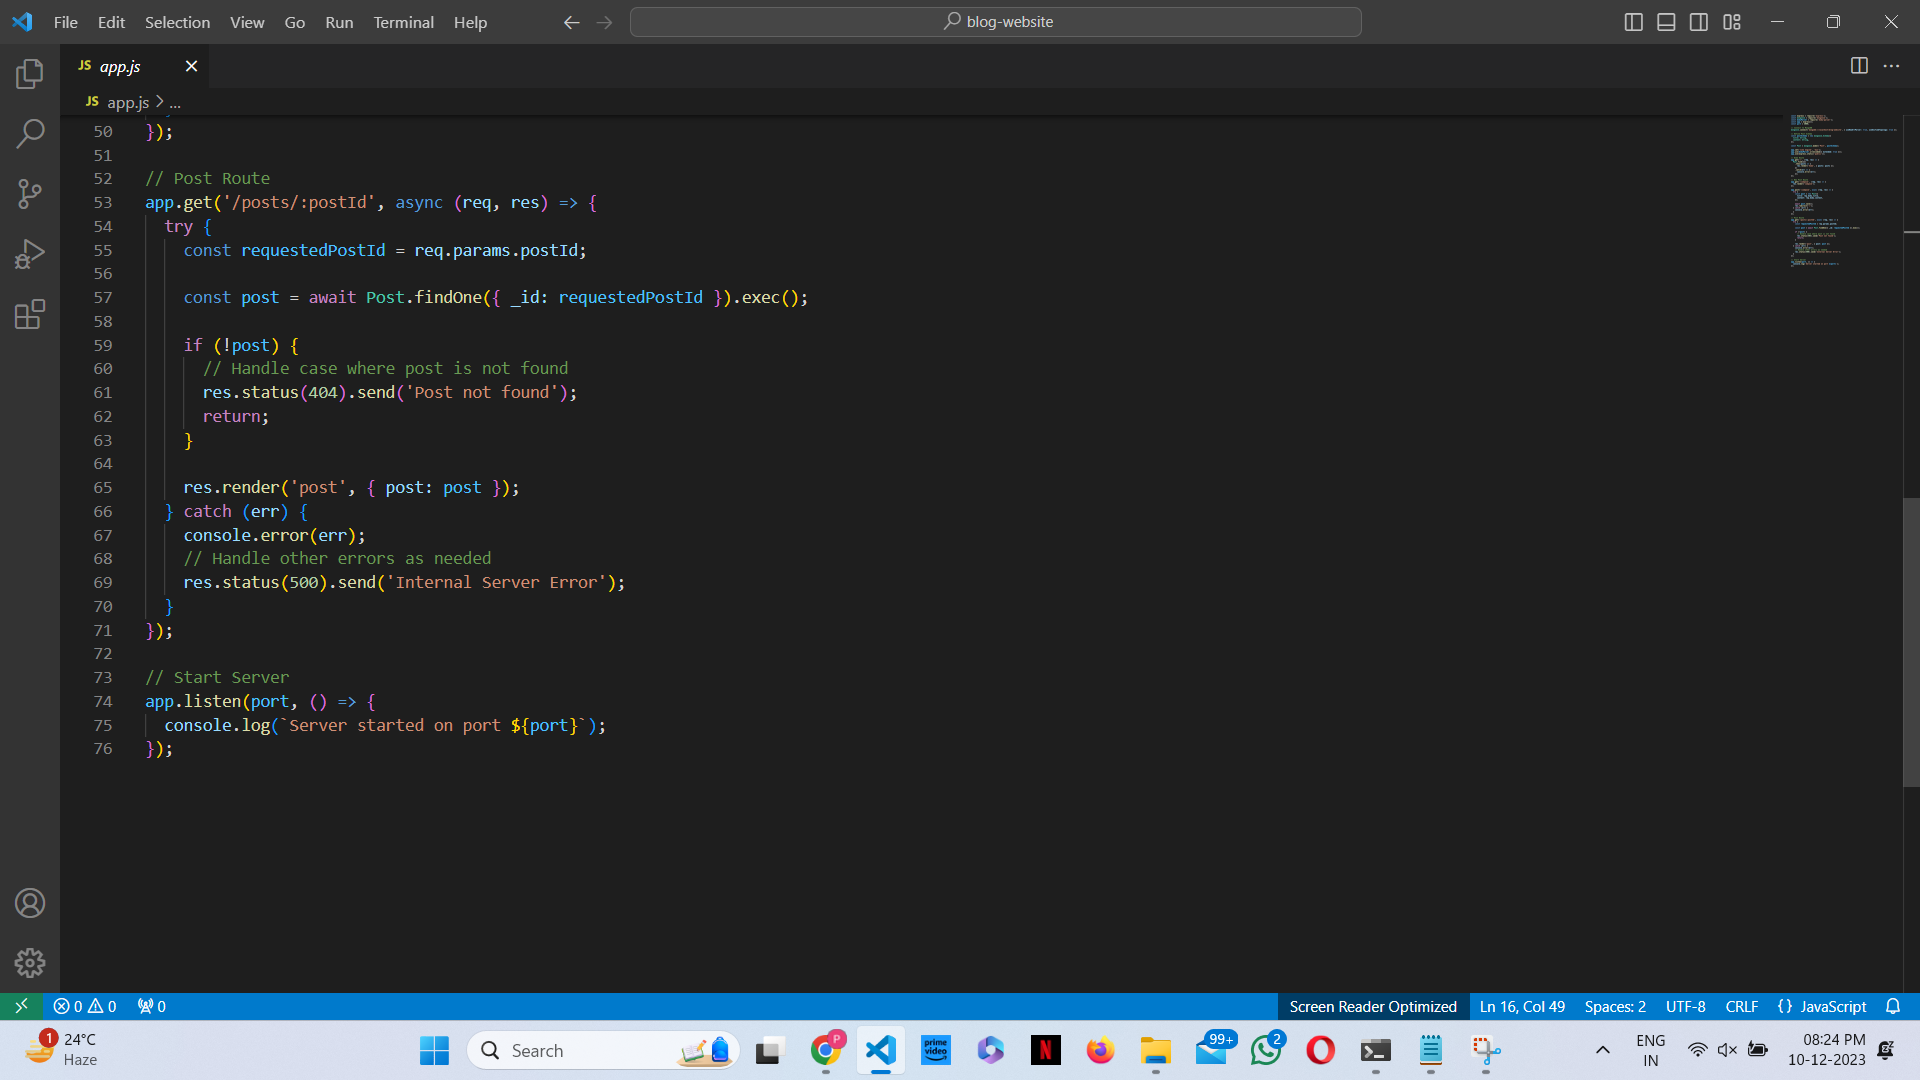 File Edit Selection View Go Run Terminal Help
blog-website
JS app.js
JS app.js > ...
50 });
51
52 // Post Route
53 app.get('/posts/:postId', async (req, res) => {
54 try {
55 const requestedPostId = req.params.postId;
56
57 const post = await Post.findOne({ _id: requestedPostId }).exec();
58
59 if (!post) {
60 // Handle case where post is not found
61 res.status(404).send('Post not found');
62 return;
63 }
64
65 res.render('post', { post: post });
66 } catch (err) {
67 console.error(err);
68 // Handle other errors as needed
69 res.status(500).send('Internal Server Error');
70 }
71 });
72
73 // Start Server
74 app.listen(port, () => {
75 console.log(`Server started on port ${port}`);
76 });
0 0 0
Screen Reader Optimized Ln 16, Col 49 Spaces: 2 UTF-8 CRLF {} JavaScript
1 24°C
Haze
Search
P
prime video
N
99+
2
ENG
IN
08:24 PM
10-12-2023